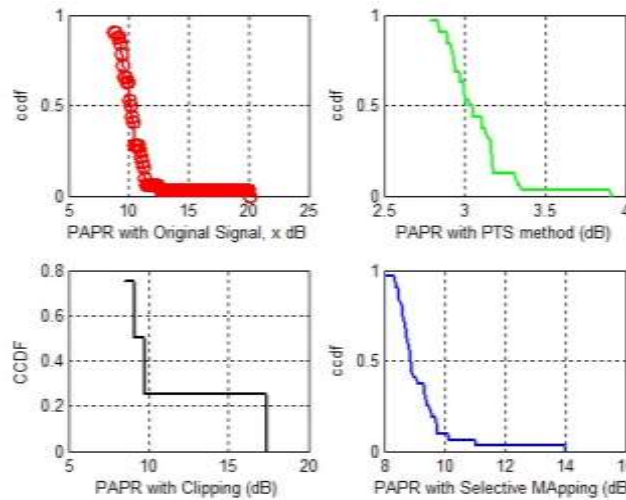 1
0.5
0
ccdf
5 10 15 20 25
PAPR with Original Signal, x dB
1
0.5
0
ccdf
2.5 3 3.5 4
PAPR with PTS method (dB)
0.8
0.6
0.4
0.2
0
CCDF
5 10 15 20
PAPR with Clipping (dB)
1
0.5
0
ccdf
8 10 12 14 16
PAPR with Selective MApping (dB)